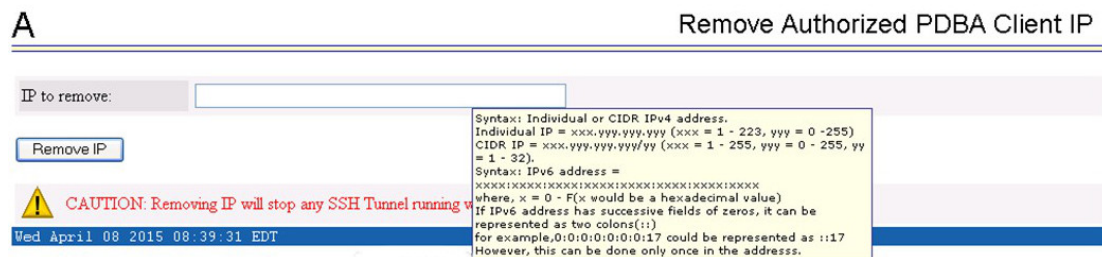 A
Remove Authorized PDBA Client IP
IP to remove:
Syntax: Individual or CIDR IPv4 address.
Individual IP = xxx.yyy.yyy.yyy (xxx = 1 - 223, yyy = 0 -255)
CIDR IP = xxx.yyy.yyy.yyy/yy (xxx = 1 - 255, yyy = 0 - 255, yy
= 1 - 32).
Syntax: IPv6 address =
xxxx:xxxx:xxxx:xxxx:xxxx:xxxx:xxxx:xxxx
where, x = 0 - F(x would be a hexadecimal value)
If IPv6 address has successive fields of zeros, it can be
represented as two colons(::)
for example,0:0:0:0:0:0:0:17 could be represented as ::17
However, this can be done only once in the addresss.
Remove IP
CAUTION: Removing IP will stop any SSH Tunnel running w
Wed April 08 2015 08:39:31 EDT